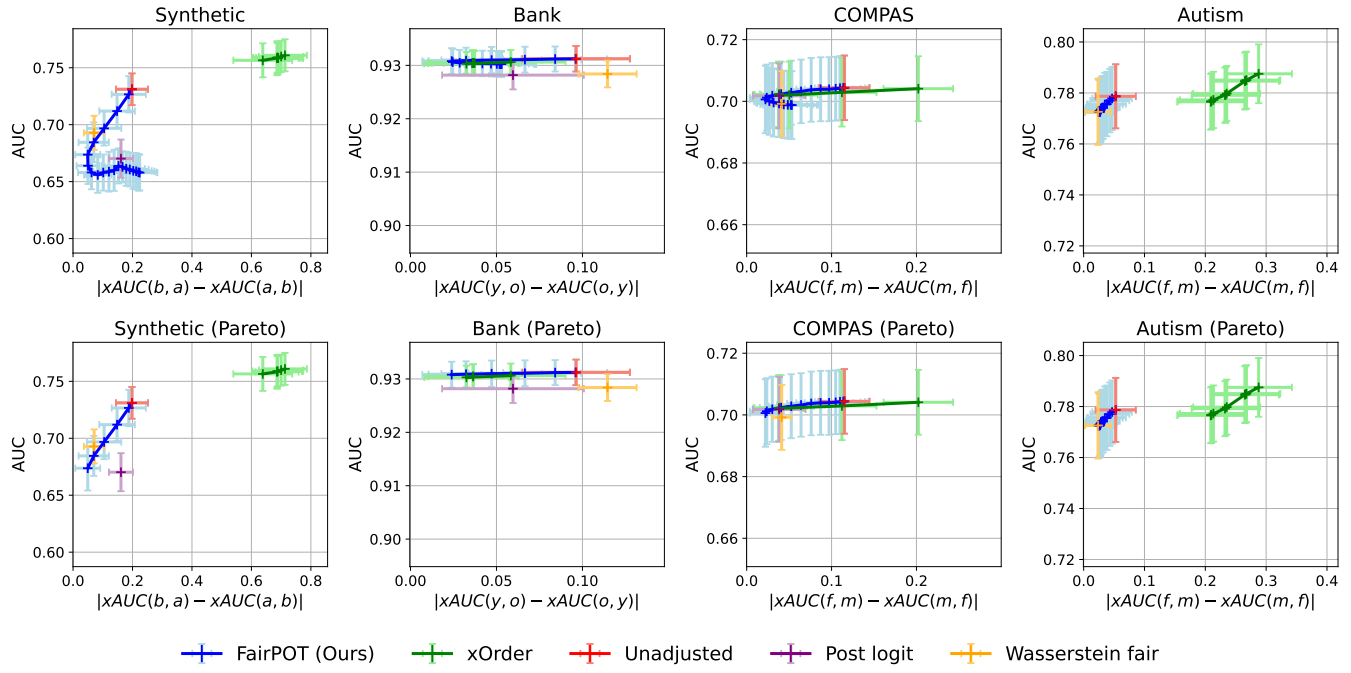 Synthetic
Bank
COMPAS
Autism
AUC
0.75
0.70
0.65
0.60
0.0
0.2
0.4
0.6
0.8
|xAUC(b, a) − xAUC(a, b)|
AUC
0.93
0.92
0.91
0.90
0.00
0.05
0.10
|xAUC(y, o) − xAUC(o, y)|
AUC
0.72
0.70
0.68
0.66
0.0
0.1
0.2
|xAUC(f, m) − xAUC(m, f)|
AUC
0.80
0.78
0.76
0.74
0.72
0.0
0.1
0.2
0.3
0.4
|xAUC(f, m) − xAUC(m, f)|
Synthetic (Pareto)
Bank (Pareto)
COMPAS (Pareto)
Autism (Pareto)
AUC
0.75
0.70
0.65
0.60
0.0
0.2
0.4
0.6
0.8
|xAUC(b, a) − xAUC(a, b)|
AUC
0.93
0.92
0.91
0.90
0.00
0.05
0.10
|xAUC(y, o) − xAUC(o, y)|
AUC
0.72
0.70
0.68
0.66
0.0
0.1
0.2
|xAUC(f, m) − xAUC(m, f)|
AUC
0.80
0.78
0.76
0.74
0.72
0.0
0.1
0.2
0.3
0.4
|xAUC(f, m) − xAUC(m, f)|
FairPOT (Ours)
xOrder
Unadjusted
Post logit
Wasserstein fair